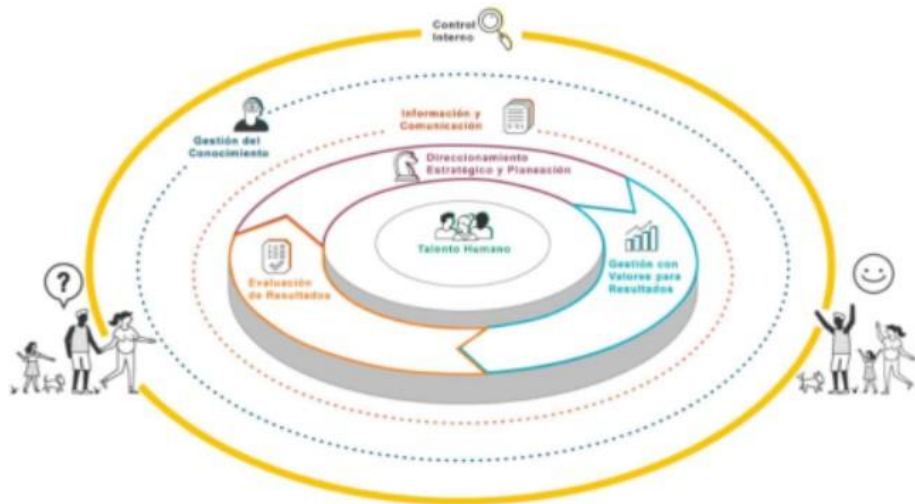 Control
Interno
Gestión del
Conocimiento
Información y
Comunicación
Direccionamiento
Estratégico y Planeación
Talento Humano
Evaluación
de Resultados
Gestión con
Valores para
Resultados
?